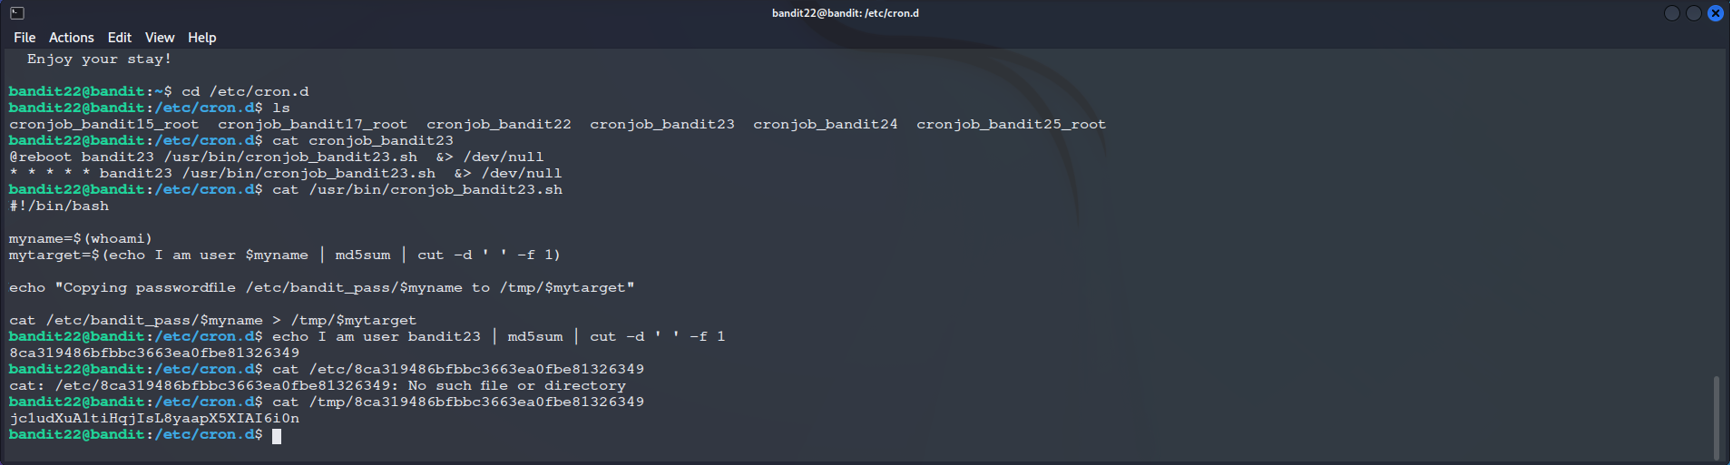 bandit22@bandit: /etc/cron.d
File Actions Edit View Help
Enjoy your stay!
bandit22@bandit:~$ cd /etc/cron.d
bandit22@bandit:/etc/cron.d$ ls
cronjob_bandit15_root  cronjob_bandit17_root  cronjob_bandit22  cronjob_bandit23  cronjob_bandit24  cronjob_bandit25_root
bandit22@bandit:/etc/cron.d$ cat cronjob_bandit23
@reboot bandit23 /usr/bin/cronjob_bandit23.sh  &> /dev/null
* * * * * bandit23 /usr/bin/cronjob_bandit23.sh  &> /dev/null
bandit22@bandit:/etc/cron.d$ cat /usr/bin/cronjob_bandit23.sh
#!/bin/bash
myname=$(whoami)
mytarget=$(echo I am user $myname | md5sum | cut -d ' ' -f 1)
echo "Copying passwordfile /etc/bandit_pass/$myname to /tmp/$mytarget"
cat /etc/bandit_pass/$myname > /tmp/$mytarget
bandit22@bandit:/etc/cron.d$ echo I am user bandit23 | md5sum | cut -d ' ' -f 1
8ca319486bfbbc3663ea0fbe81326349
bandit22@bandit:/etc/cron.d$ cat /etc/8ca319486bfbbc3663ea0fbe81326349
cat: /etc/8ca319486bfbbc3663ea0fbe81326349: No such file or directory
bandit22@bandit:/etc/cron.d$ cat /tmp/8ca319486bfbbc3663ea0fbe81326349
jc1udXuA1tiHqjIsL8yaapX5XIAI6i0n
bandit22@bandit:/etc/cron.d$